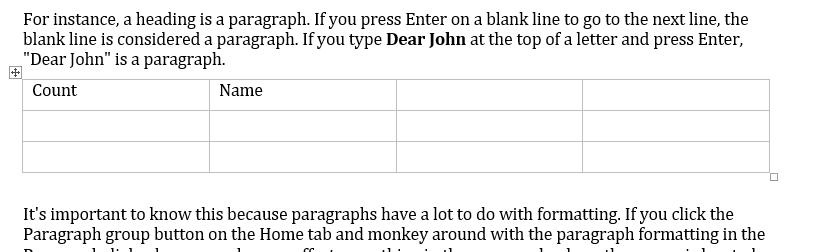 For instance, a heading is a paragraph. If you press Enter on a blank line to go to the next line, the
blank line is considered a paragraph. If you type Dear John at the top of a letter and press Enter,
"Dear John" is a paragraph.
Count Name
It's important to know this because paragraphs have a lot to do with formatting. If you click the
Paragraph group button on the Home tab and monkey around with the paragraph formatting in the